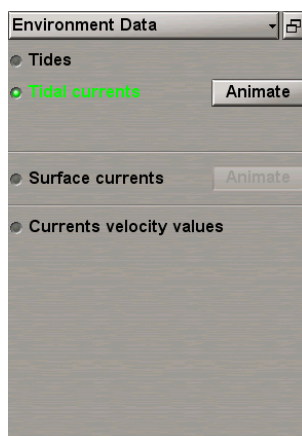 Environment Data
Tides
Tidal currents Animate
Surface currents Animate
Currents velocity values